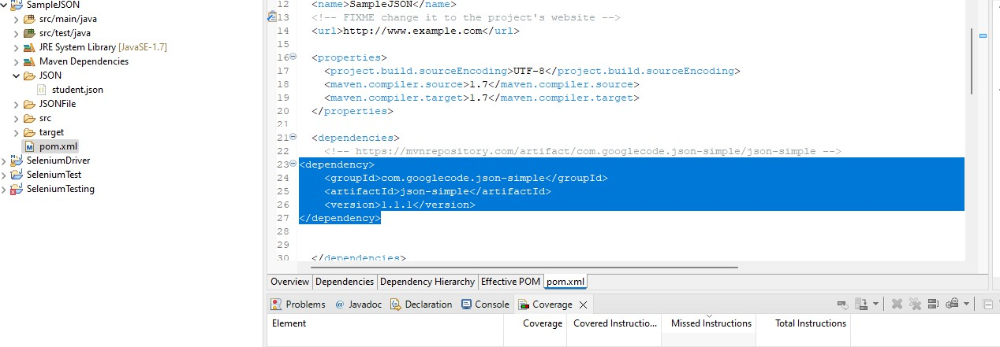 SampleJSON
src/main/java
src/test/java
JRE System Library [JavaSE-1.7]
Maven Dependencies
JSON
student.json
JSONFile
src
target
pom.xml
SeleniumDriver
SeleniumTest
SeleniumTesting
12 <name>SampleJSON</name>
13 <!-- FIXME change it to the project's website -->
14 <url>http://www.example.com</url>
15
16 <properties>
17 <project.build.sourceEncoding>UTF-8</project.build.sourceEncoding>
18 <maven.compiler.source>1.7</maven.compiler.source>
19 <maven.compiler.target>1.7</maven.compiler.target>
20 </properties>
21
21 <dependencies>
22 <!-- https://mvnrepository.com/artifact/com.googlecode.json-simple/json-simple -->
23 <dependency>
24 <groupId>com.googlecode.json-simple</groupId>
25 <artifactId>json-simple</artifactId>
26 <version>1.1.1</version>
27 </dependency>
28
29
30 </dependencies>
Overview Dependencies Dependency Hierarchy Effective POM pom.xml
Problems @ Javadoc Declaration Console Coverage
Element Coverage Covered Instructio... Missed Instructions Total Instructions